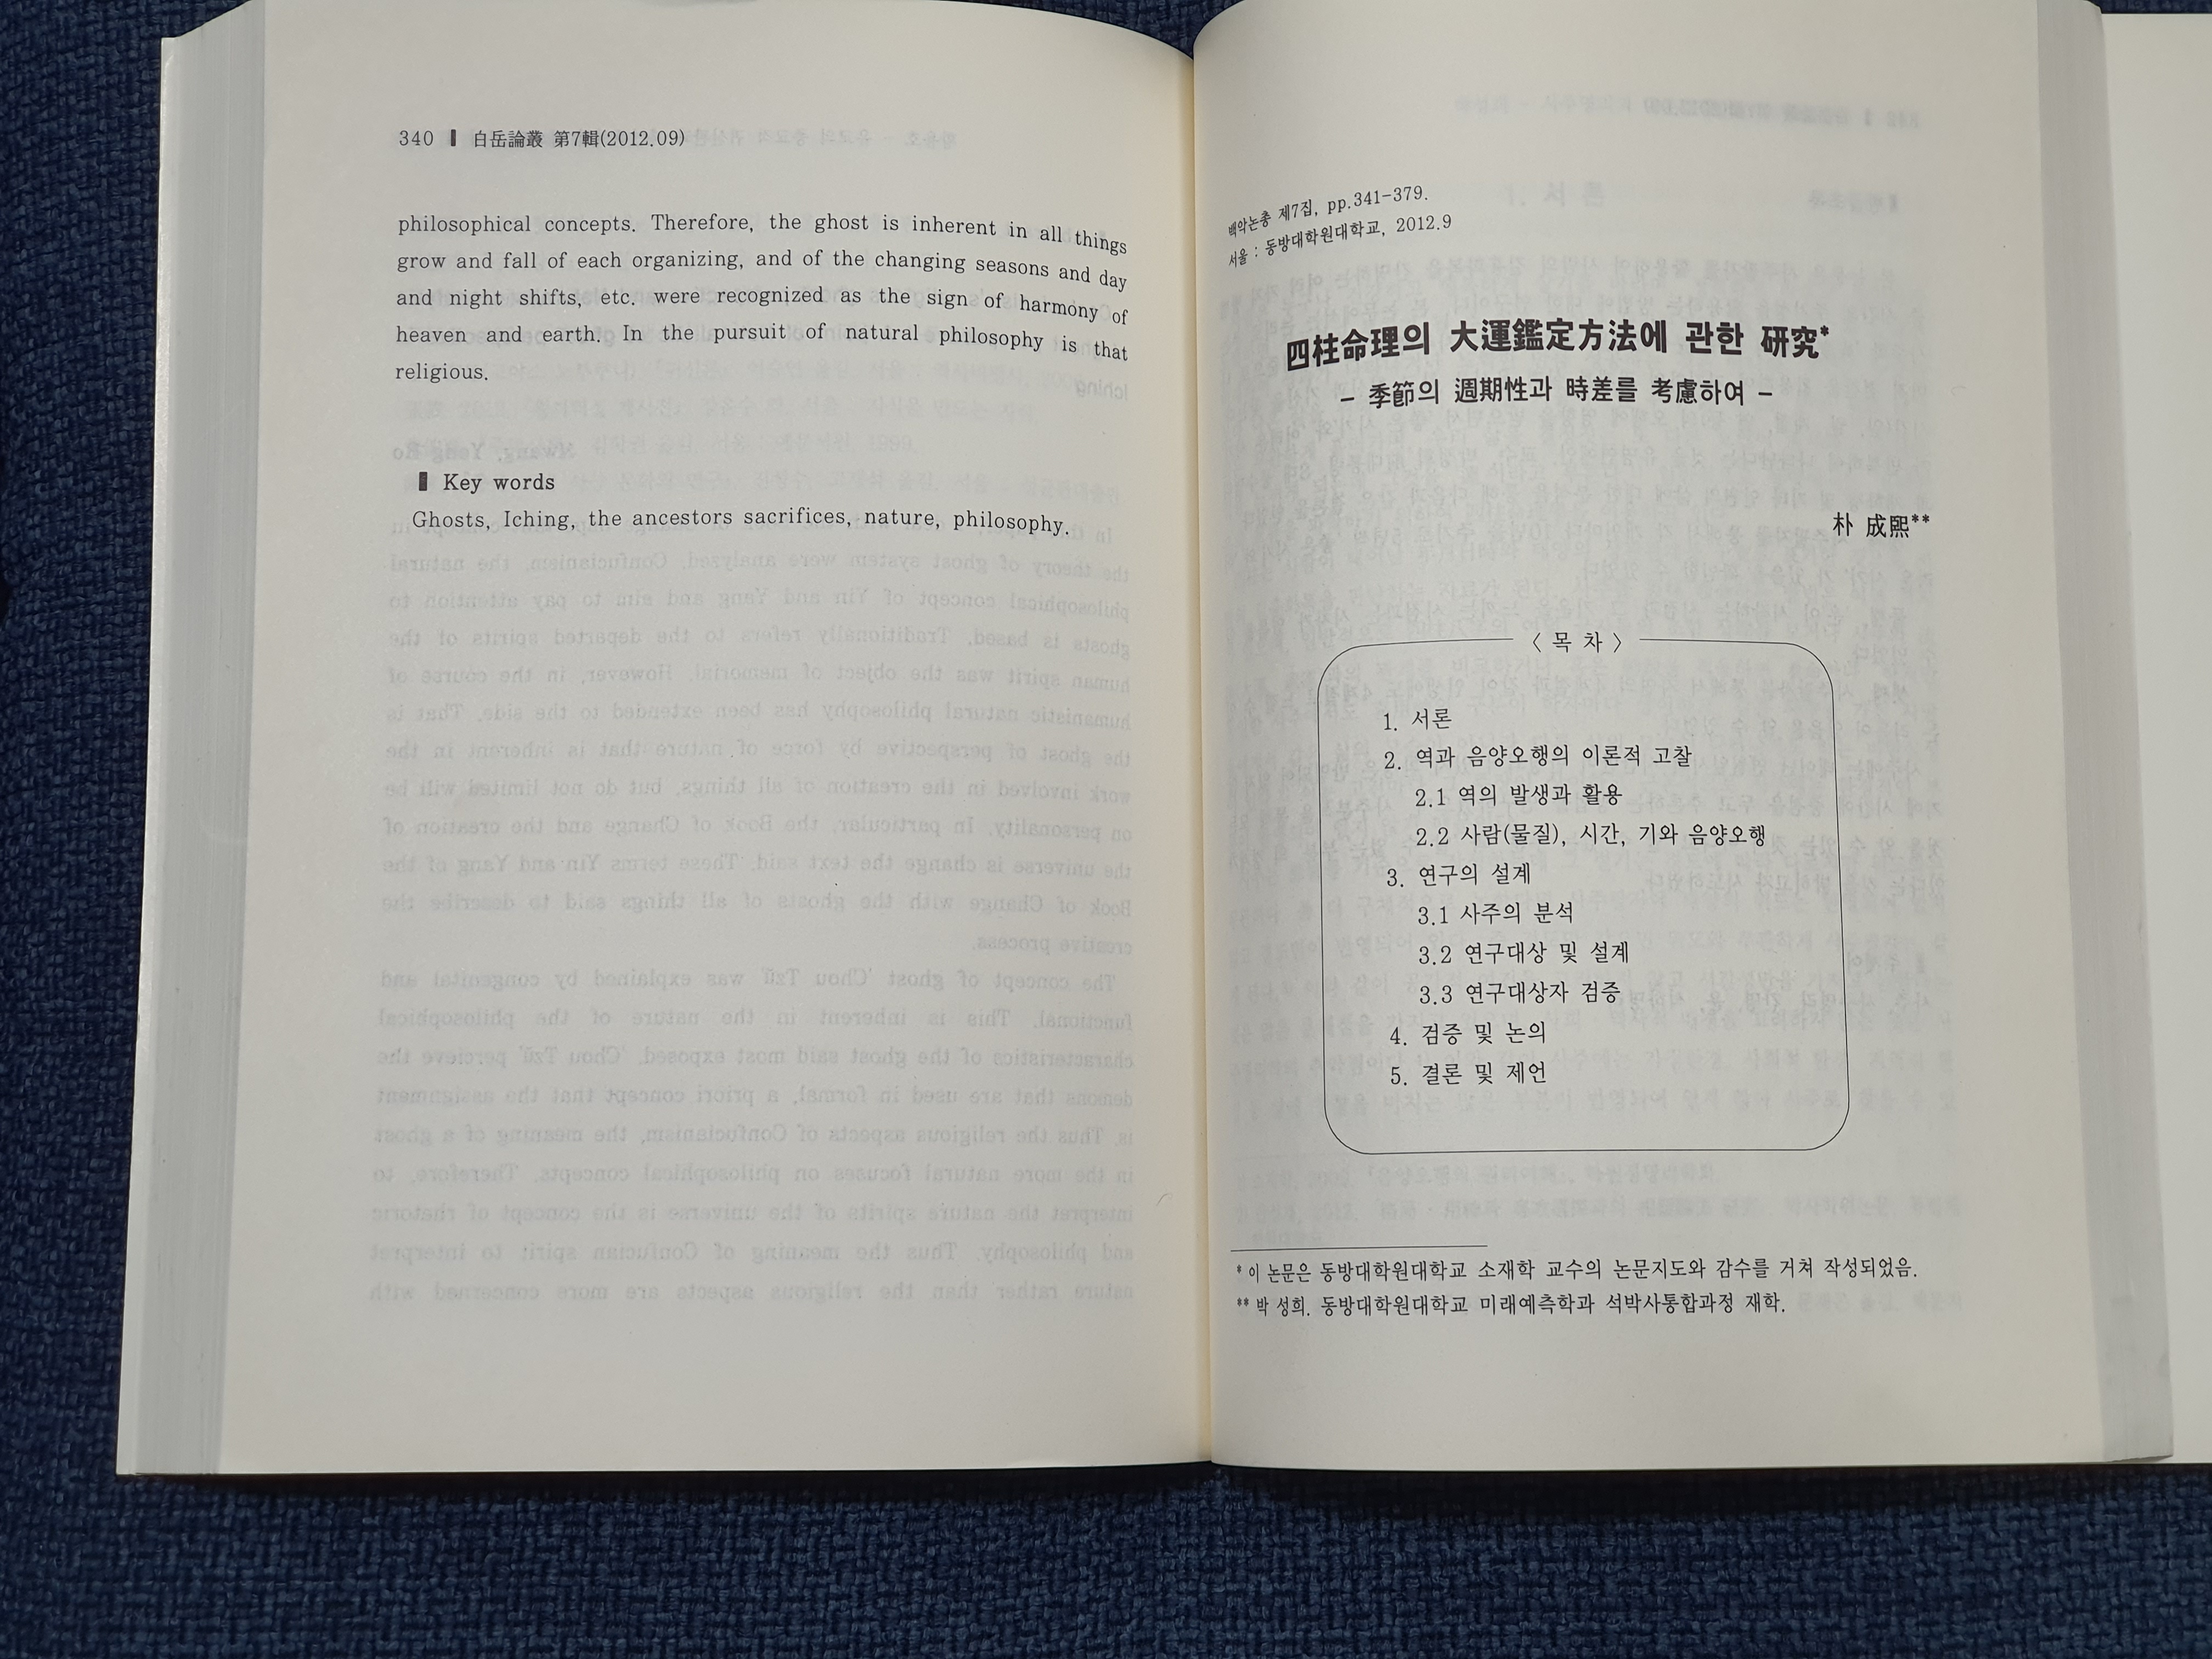 340 ▌ 白岳論叢 第7輯(2012.09)
philosophical concepts. Therefore, the ghost is inherent in all things
grow and fall of each organizing, and of the changing seasons and day
and night shifts, etc. were recognized as the sign of harmony of
heaven and earth. In the pursuit of natural philosophy is that
religious.
▌ Key words
Ghosts, Iching, the ancestors sacrifices, nature, philosophy.
백악논총 제7집, pp.341-379.
서울 : 동방대학원대학교, 2012.9
四柱命理의 大運鑑定方法에 관한 研究*
- 季節의 週期性과 時差를 考慮하여 -
朴 成熙**
〈 목 차 〉
1. 서론
2. 역과 음양오행의 이론적 고찰
2.1 역의 발생과 활용
2.2 사람(물질), 시간, 기와 음양오행
3. 연구의 설계
3.1 사주의 분석
3.2 연구대상 및 설계
3.3 연구대상자 검증
4. 검증 및 논의
5. 결론 및 제언
* 이 논문은 동방대학원대학교 소재학 교수의 논문지도와 감수를 거쳐 작성되었음.
** 박 성희. 동방대학원대학교 미래예측학과 석박사통합과정 재학.